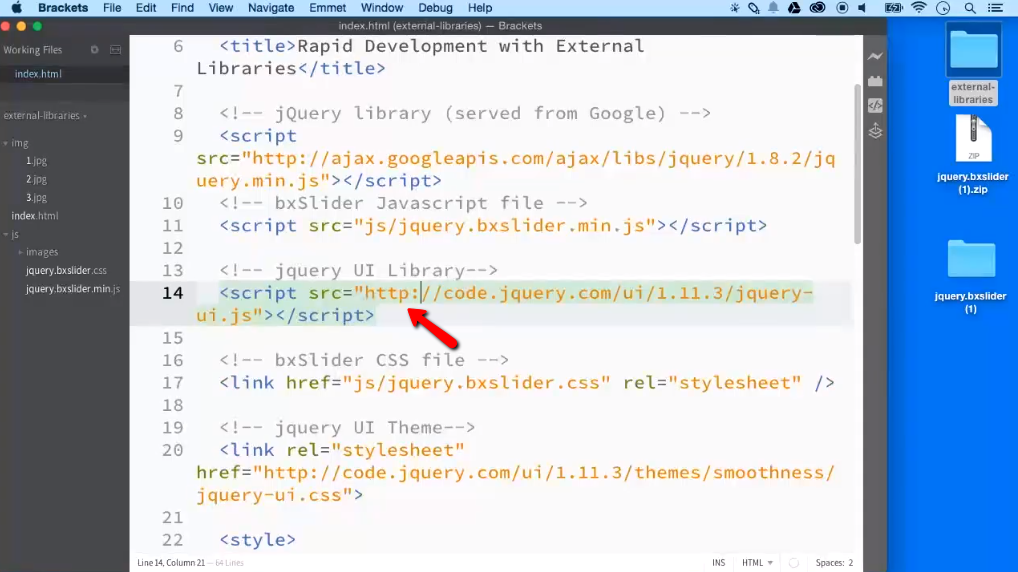 Brackets File Edit Find View Navigate Emmet Window Debug Help
index.html (external-libraries) — Brackets
Working Files
index.html
external-libraries
img
1.jpg
2.jpg
3.jpg
index.html
js
images
jquery.bxslider.css
jquery.bxslider.min.js
6 <title>Rapid Development with External
Libraries</title>
7
8 <!-- jQuery library (served from Google) -->
9 <script
src="http://ajax.googleapis.com/ajax/libs/jquery/1.8.2/jq
uery.min.js"></script>
10 <!-- bxSlider Javascript file -->
11 <script src="js/jquery.bxslider.min.js"></script>
12
13 <!-- jquery UI Library-->
14 <script src="http://code.jquery.com/ui/1.11.3/jquery-
ui.js"></script>
15
16 <!-- bxSlider CSS file -->
17 <link href="js/jquery.bxslider.css" rel="stylesheet" />
18
19 <!-- jquery UI Theme-->
20 <link rel="stylesheet"
href="http://code.jquery.com/ui/1.11.3/themes/smoothness/
jquery-ui.css">
21
22 <style>
Line 14, Column 21 — 64 Lines
INS HTML Spaces: 2
external-
libraries
ZIP
jquery.bxslider
(1).zip
jquery.bxslider
(1)